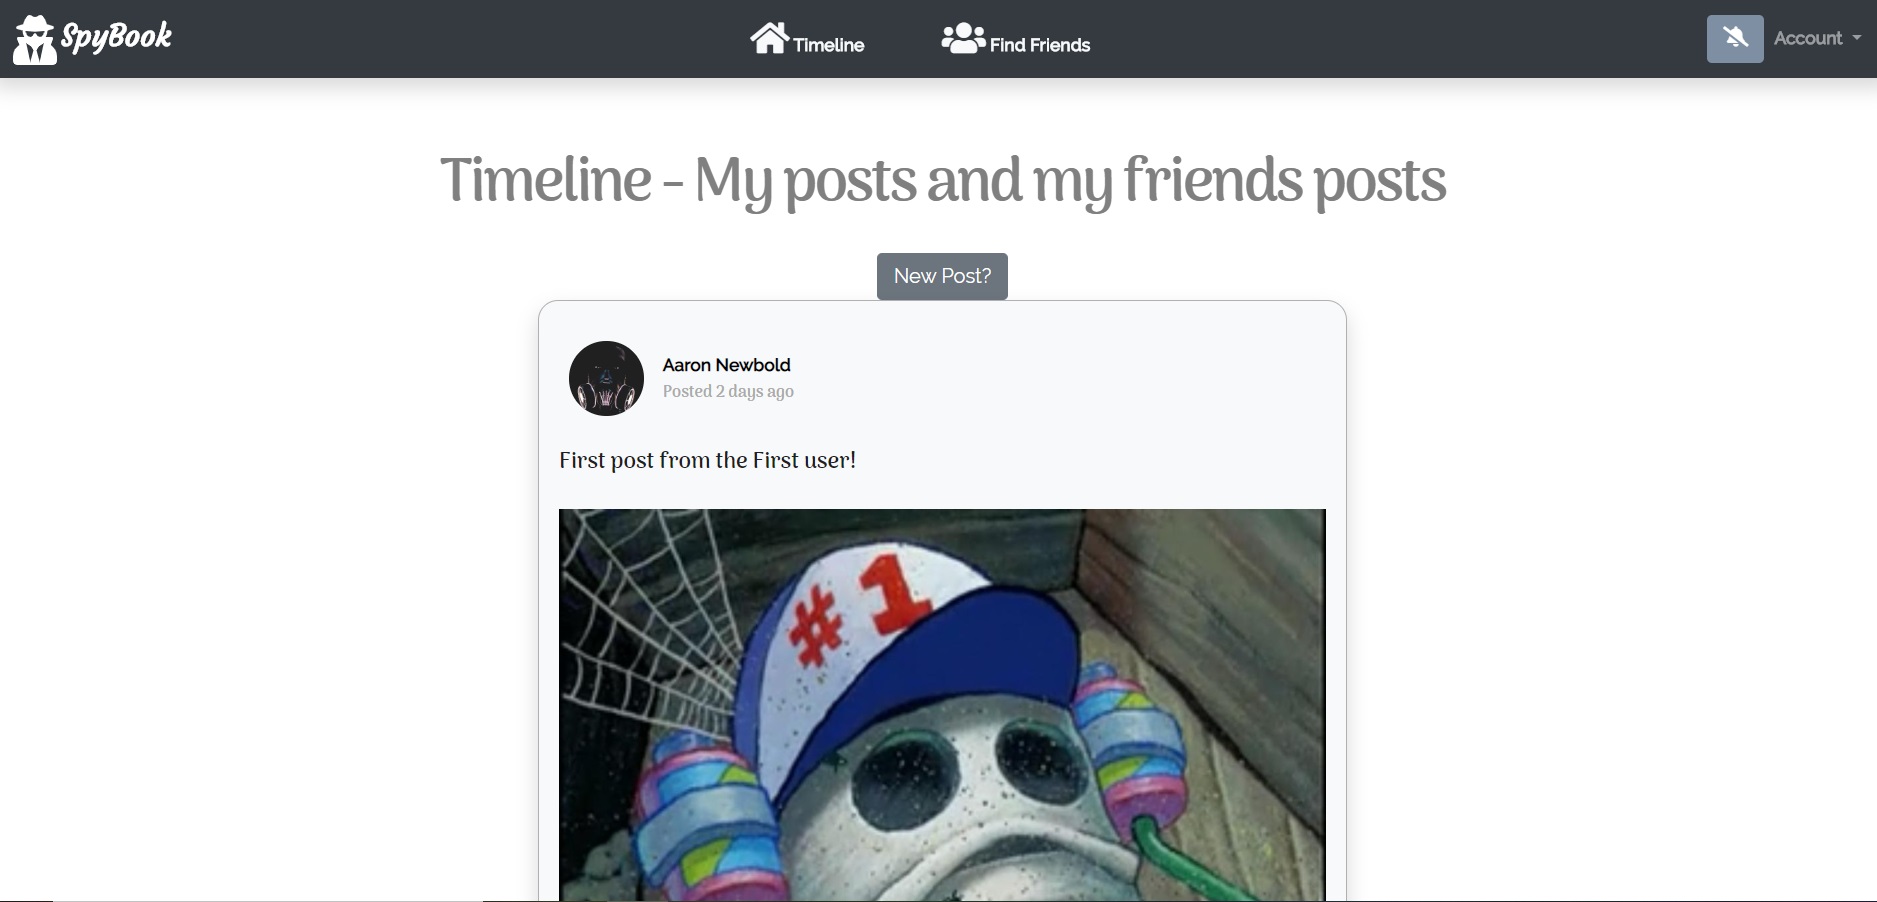 SpyBook
Timeline
Find Friends
Account
Timeline - My posts and my friends posts
New Post?
Aaron Newbold
Posted 2 days ago
First post from the First user!
#1